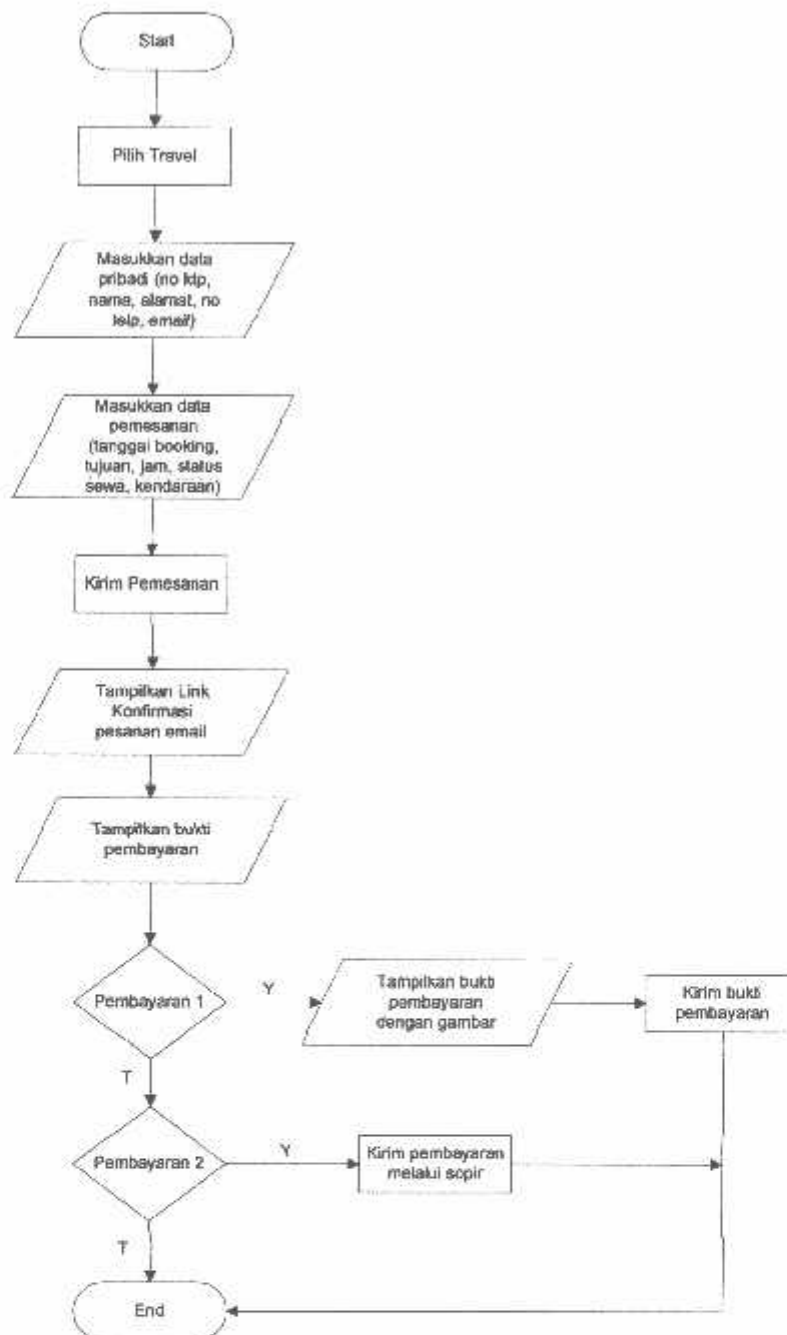 Start
Pilih Travel
Masukkan data
pribadi (no ktp,
nama, alamat, no
telp, email)
Masukkan data
pemesanan
(tanggal booking,
tujuan, jam, status
sewa, kendaraan)
Kirim Pemesanan
Tampilkan Link
Konfirmasi
pesanan email
Tampilkan bukti
pembayaran
Pembayaran 1
Y
Tampilkan bukti
pembayaran
dengan gambar
Kirim bukti
pembayaran
T
Pembayaran 2
Y
Kirim pembayaran
melalui sopir
T
End